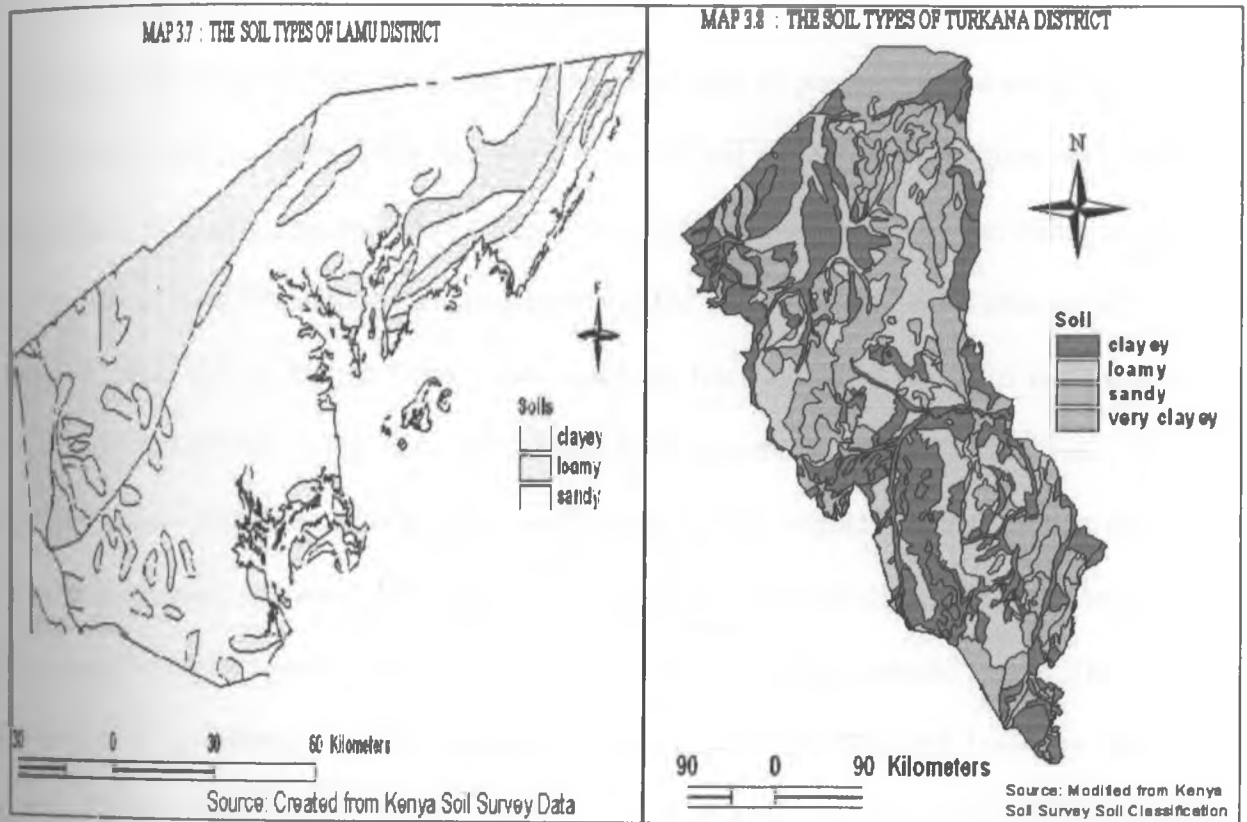 MAP 3.7 : THE SOIL TYPES OF LAMU DISTRICT
Soils
clayey
loamy
sandy
30 0 30 60 Kilometers
Source: Created from Kenya Soil Survey Data
MAP 3.8 : THE SOIL TYPES OF TURKANA DISTRICT
N
Soil
clayey
loamy
sandy
very clayey
90 0 90 Kilometers
Source: Modified from Kenya
Soil Survey Soil Classification